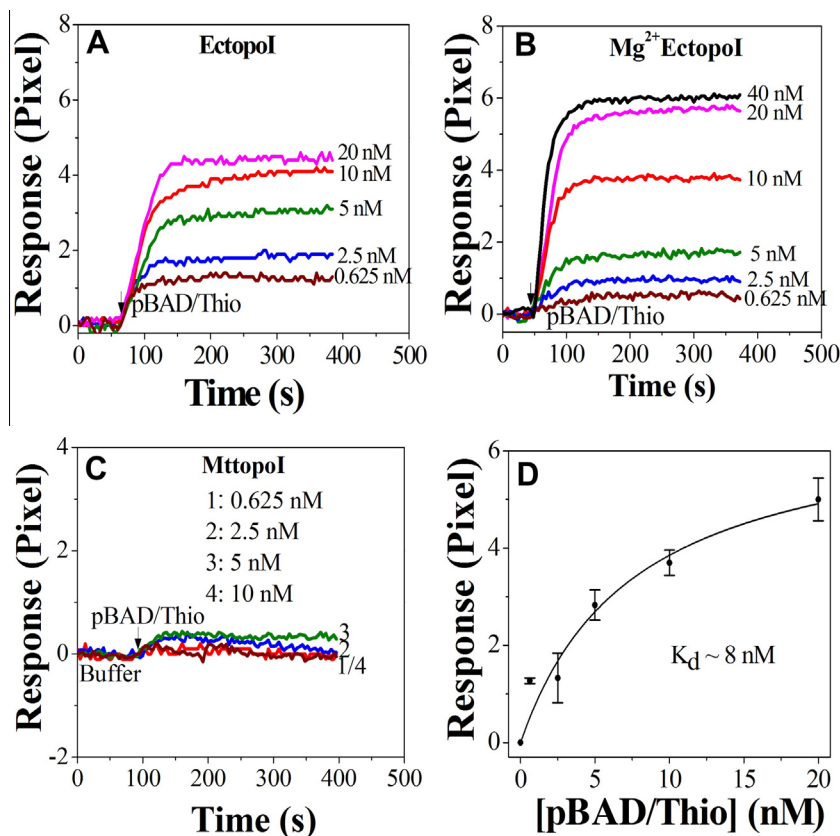 A
EctopoI
Response (Pixel)
8
6
4
2
0
20 nM
10 nM
5 nM
2.5 nM
0.625 nM
pBAD/Thio
0 100 200 300 400 500
Time (s)
B
Mg2+EctopoI
Response (Pixel)
8
6
4
2
0
40 nM
20 nM
10 nM
5 nM
2.5 nM
0.625 nM
pBAD/Thio
0 100 200 300 400 500
Time (s)
C
MttopoI
1: 0.625 nM
2: 2.5 nM
3: 5 nM
4: 10 nM
Response (Pixel)
4
2
0
-2
pBAD/Thio
Buffer
3
2
1/4
0 100 200 300 400 500
Time (s)
D
Response (Pixel)
6
4
2
0
Kd ~ 8 nM
0 5 10 15 20
[pBAD/Thio] (nM)